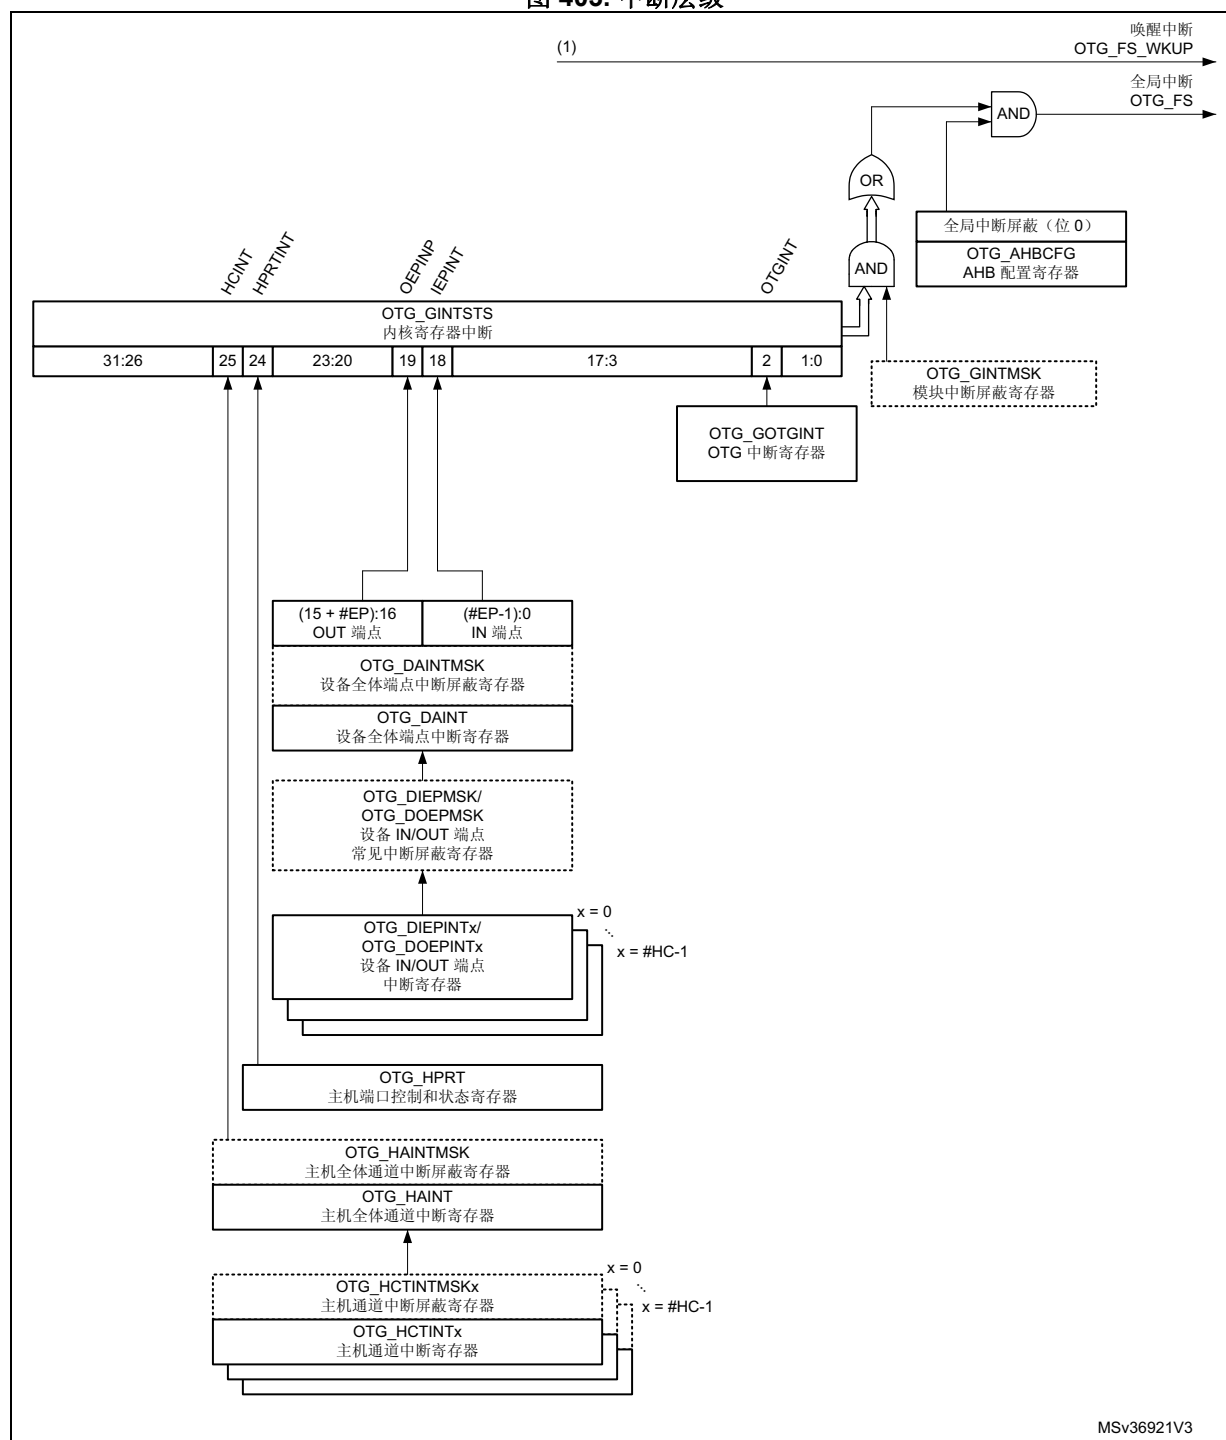 图 405. 中断层级
唤醒中断
(1)
OTG_FS_WKUP
全局中断
OTG_FS
AND
OR
全局中断屏蔽（位 0）
OTG_AHBCFG
AHB 配置寄存器
AND
HCINT
HPRTINT
OEPINP
IEPINT
OTGINT
OTG_GINTSTS
内核寄存器中断
31:26
25
24
23:20
19
18
17:3
2
1:0
OTG_GINTMSK
模块中断屏蔽寄存器
OTG_GOTGINT
OTG 中断寄存器
(15 + #EP):16
OUT 端点
(#EP-1):0
IN 端点
OTG_DAINTMSK
设备全体端点中断屏蔽寄存器
OTG_DAINT
设备全体端点中断寄存器
OTG_DIEPMSK/
OTG_DOEPMSK
设备 IN/OUT 端点
常见中断屏蔽寄存器
OTG_DIEPINTx/
OTG_DOEPINTx
设备 IN/OUT 端点
中断寄存器
x = 0
x = #HC-1
OTG_HPRT
主机端口控制和状态寄存器
OTG_HAINTMSK
主机全体通道中断屏蔽寄存器
OTG_HAINT
主机全体通道中断寄存器
x = 0
OTG_HCTINTMSKx
主机通道中断屏蔽寄存器
x = #HC-1
OTG_HCTINTx
主机通道中断寄存器
MSv36921V3